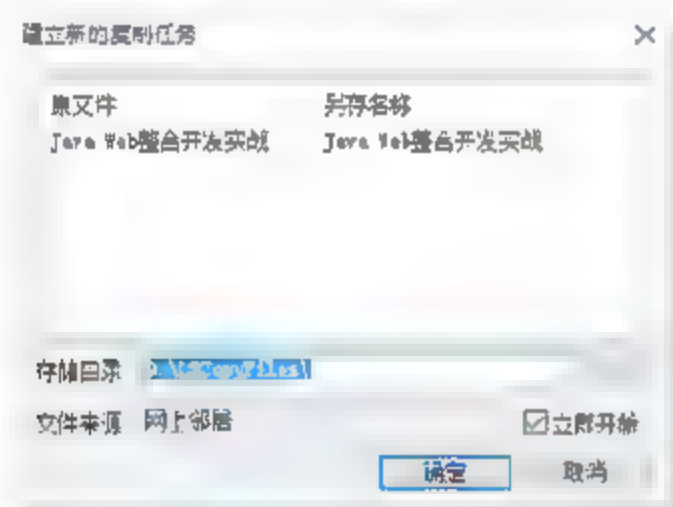 建立新的复制任务
原文件 另存名称
Java Web整合开发实战 Java Web整合开发实战
存储目录
文件来源 网上邻居 立即开始
确定 取消